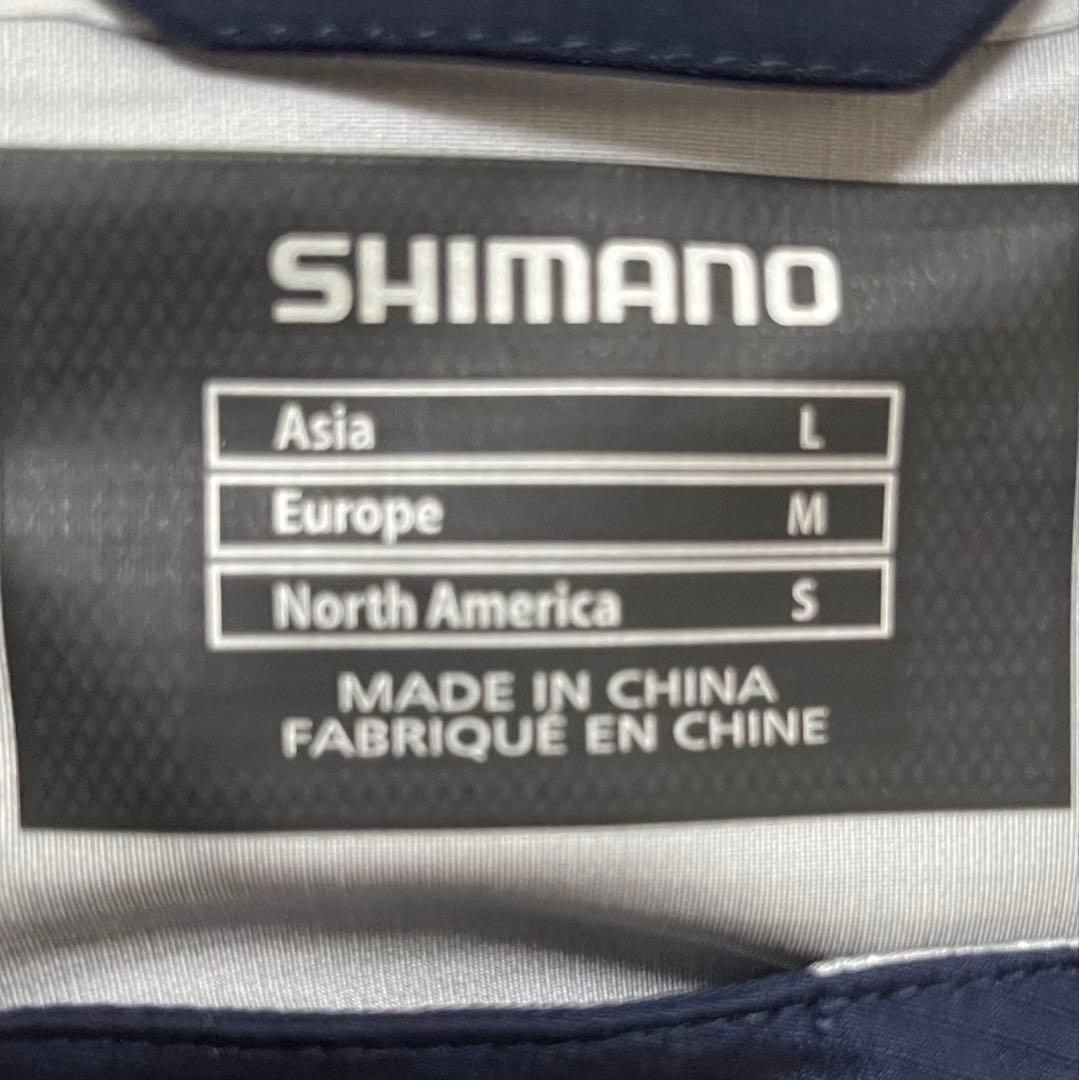 SHIMANO
Asia L
Europe M
North America S
MADE IN CHINA
FABRIQUÉ EN CHINE